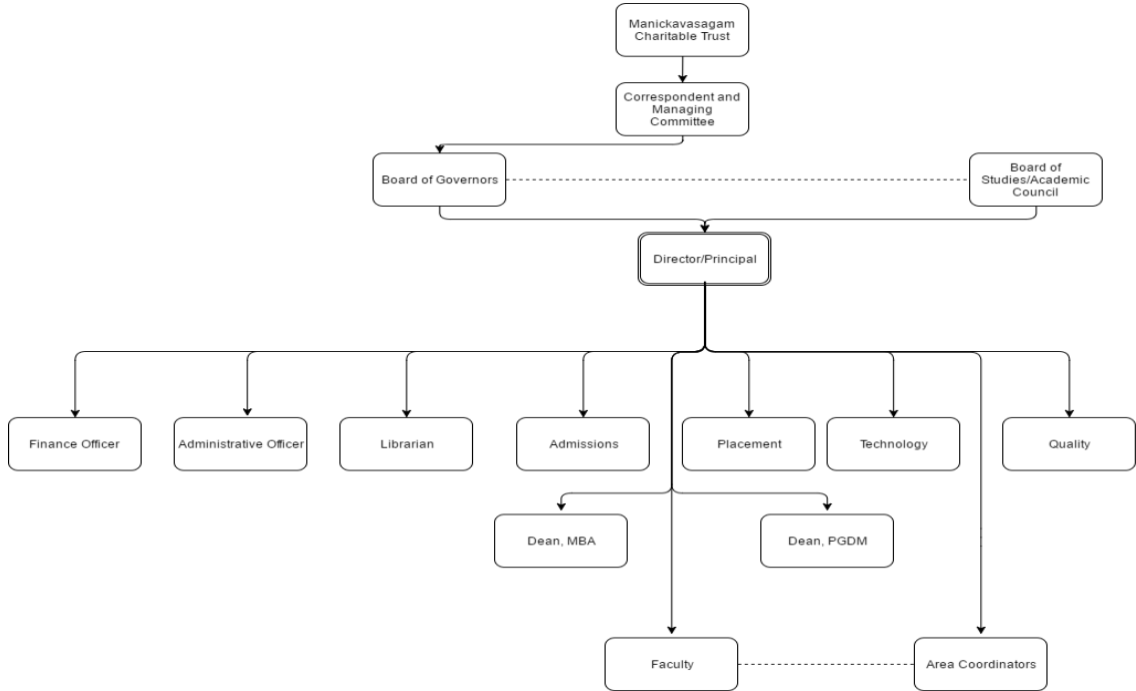 Manickavasagam
Charitable Trust
Correspondent and
Managing
Committee
Board of Governors
Board of
Studies/Academic
Council
Director/Principal
Finance Officer
Administrative Officer
Librarian
Admissions
Placement
Technology
Quality
Dean, MBA
Dean, PGDM
Faculty
Area Coordinators